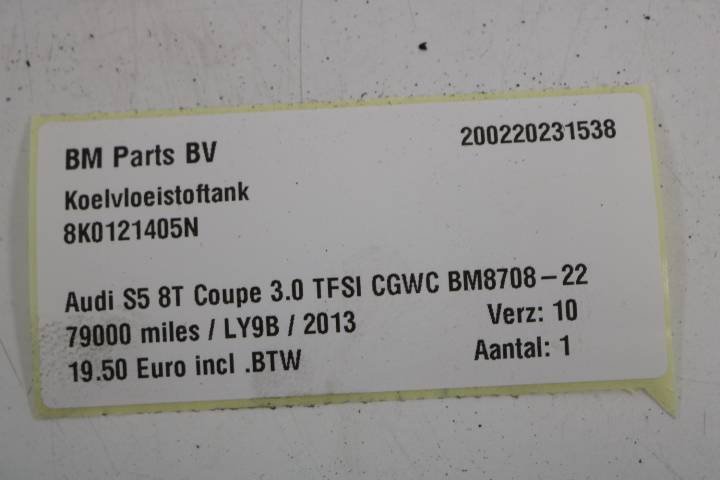 BM Parts BV 200220231538
Koelvloeistoftank
8K0121405N
Audi S5 8T Coupe 3.0 TFSI CGWC BM8708-22
79000 miles / LY9B / 2013 Verz: 10
19.50 Euro incl .BTW Aantal: 1